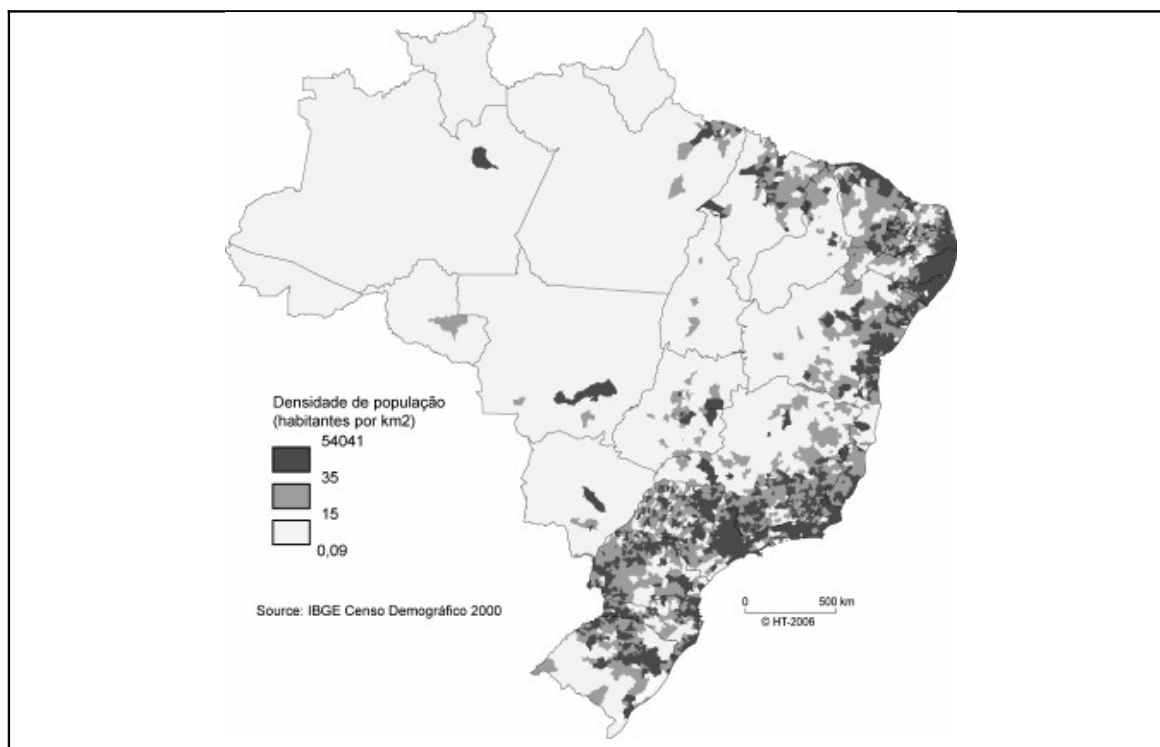 Densidade de população
(habitantes por km2)
54041
35
15
0,09
Source: IBGE Censo Demográfico 2000
0 500 km
© HT-2006